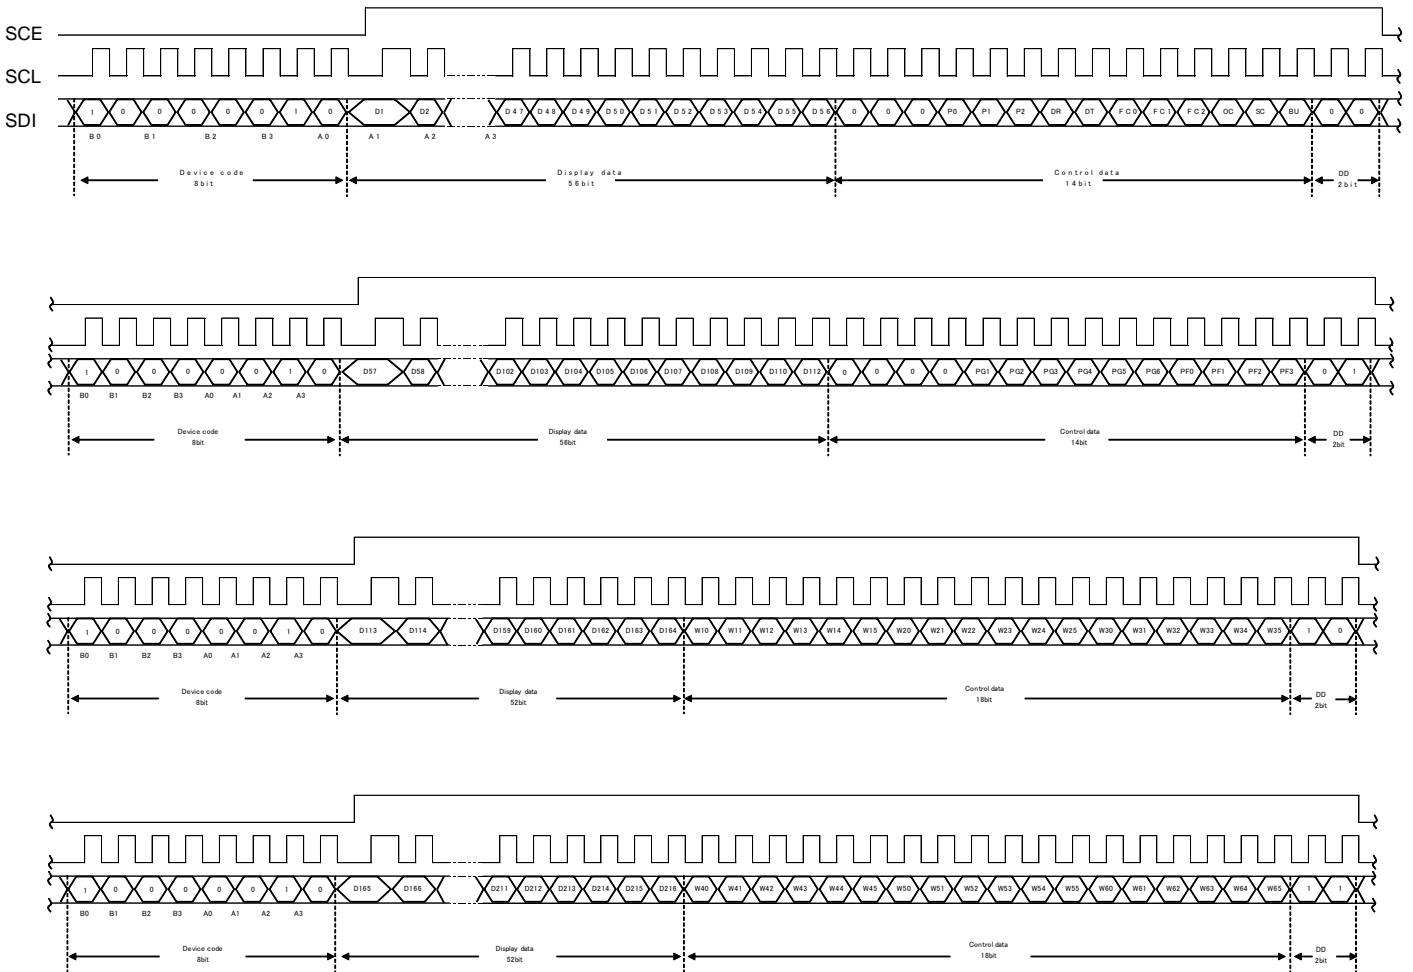 SCE
SCL
SDI
1 0 0 0 0 0 1 0 D1 D2 D47 D48 D49 D50 D51 D52 D53 D54 D55 D56 0 0 0 P0 P1 P2 DR DT FC0 FC1 FC2 OC SC BU 0 0
B0 B1 B2 B3 A0 A1 A2 A3
Device code Display data Control data DD
8bit 56bit 14bit 2bit
1 0 0 0 0 0 1 0 D57 D58 D102 D103 D104 D105 D106 D107 D108 D109 D110 D112 0 0 0 0 PG1 PG2 PG3 PG4 PG5 PG6 PF0 PF1 PF2 PF3 0 1
B0 B1 B2 B3 A0 A1 A2 A3
Device code Display data Control data DD
8bit 56bit 14bit 2bit
1 0 0 0 0 0 1 0 D113 D114 D159 D160 D161 D162 D163 D164 W10 W11 W12 W13 W14 W15 W20 W21 W22 W23 W24 W25 W30 W31 W32 W33 W34 W35 1 0
B0 B1 B2 B3 A0 A1 A2 A3
Device code Display data Control data DD
8bit 52bit 18bit 2bit
1 0 0 0 0 0 1 0 D165 D166 D211 D212 D213 D214 D215 D216 W40 W41 W42 W43 W44 W45 W50 W51 W52 W53 W54 W55 W60 W61 W62 W63 W64 W65 1 1
B0 B1 B2 B3 A0 A1 A2 A3
Device code Display data Control data DD
8bit 52bit 18bit 2bit